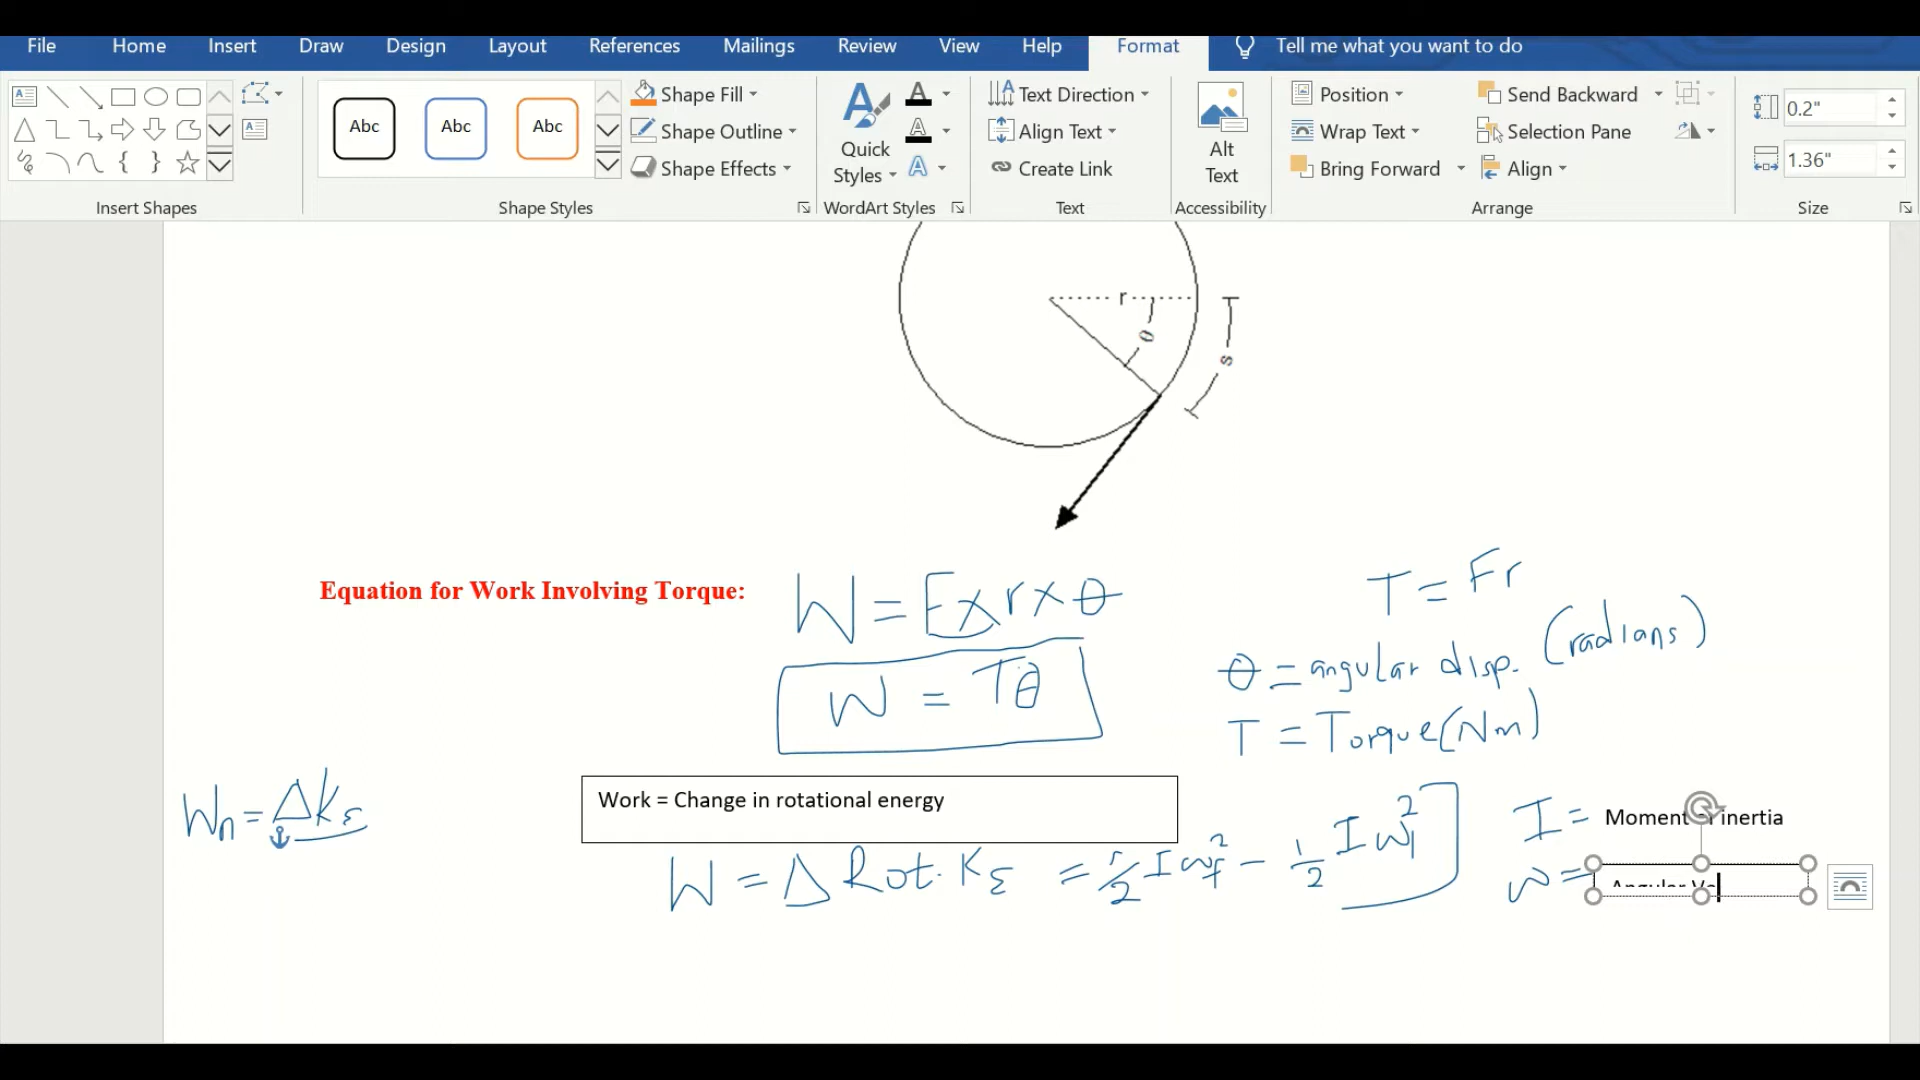 File Home Insert Draw Design Layout References Mailings Review View Help Format Tell me what you want to do
Abc Abc Abc
Shape Fill
Shape Outline
Shape Effects
Quick Styles
Text Direction
Align Text
Create Link
Alt Text
Position
Wrap Text
Bring Forward
Send Backward
Selection Pane
Align
0.2"
1.36"
Insert Shapes Shape Styles WordArt Styles Text Accessibility Arrange Size
r
θ
s
Equation for Work Involving Torque:
W = F x r x θ
T = Fr
W = Tθ
θ = angular disp. (radians)
T = Torque (Nm)
Wn = ΔKE
Work = Change in rotational energy
I = Moment inertia
W = Δ Rot. KE = 1/2 I ωf² - 1/2 I ω1²
ω = Angular Ve